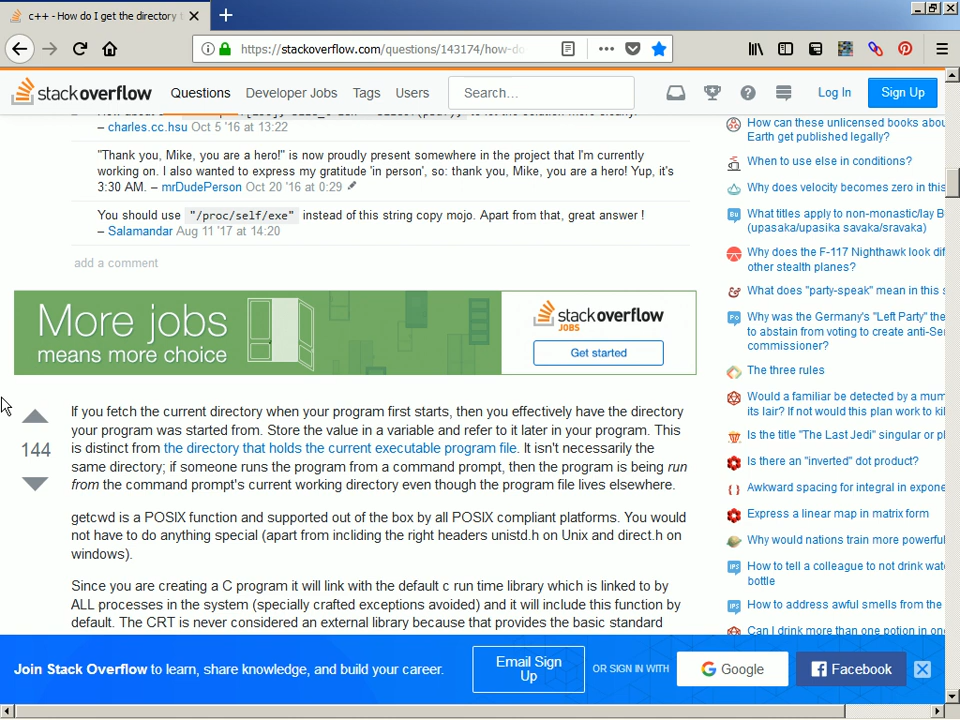 c++ - How do I get the directory t
https://stackoverflow.com/questions/143174/how-do
stackoverflow Questions Developer Jobs Tags Users Search... Log In Sign Up
– charles.cc.hsu Oct 5 '16 at 13:22
"Thank you, Mike, you are a hero!" is now proudly present somewhere in the project that I'm currently
working on. I also wanted to express my gratitude 'in person', so: thank you, Mike, you are a hero! Yup, it's
3:30 AM. – mrDudePerson Oct 20 '16 at 0:29
You should use "/proc/self/exe" instead of this string copy mojo. Apart from that, great answer !
– Salamandar Aug 11 '17 at 14:20
add a comment
More jobs
means more choice
stackoverflow
JOBS
Get started
144
If you fetch the current directory when your program first starts, then you effectively have the directory
your program was started from. Store the value in a variable and refer to it later in your program. This
is distinct from the directory that holds the current executable program file. It isn't necessarily the
same directory; if someone runs the program from a command prompt, then the program is being run
from the command prompt's current working directory even though the program file lives elsewhere.
getcwd is a POSIX function and supported out of the box by all POSIX compliant platforms. You would
not have to do anything special (apart from incliding the right headers unistd.h on Unix and direct.h on
windows).
Since you are creating a C program it will link with the default c run time library which is linked to by
ALL processes in the system (specially crafted exceptions avoided) and it will include this function by
default. The CRT is never considered an external library because that provides the basic standard
How can these unlicensed books abou
Earth get published legally?
When to use else in conditions?
Why does velocity becomes zero in this
What titles apply to non-monastic/lay B
(upasaka/upasika savaka/sravaka)
Why does the F-117 Nighthawk look dif
other stealth planes?
What does "party-speak" mean in this s
Why was the Germany's "Left Party" the
to abstain from voting to create anti-Se
commissioner?
The three rules
Would a familiar be detected by a mum
its lair? If not would this plan work to kil
Is the title "The Last Jedi" singular or pl
Is there an "inverted" dot product?
Awkward spacing for integral in expone
Express a linear map in matrix form
Why would nations train more powerful
How to tell a colleague to not drink wate
bottle
How to address awful smells from the
Can I drink more than one potion in one
Join Stack Overflow to learn, share knowledge, and build your career.
Email Sign
Up
OR SIGN IN WITH
Google
Facebook